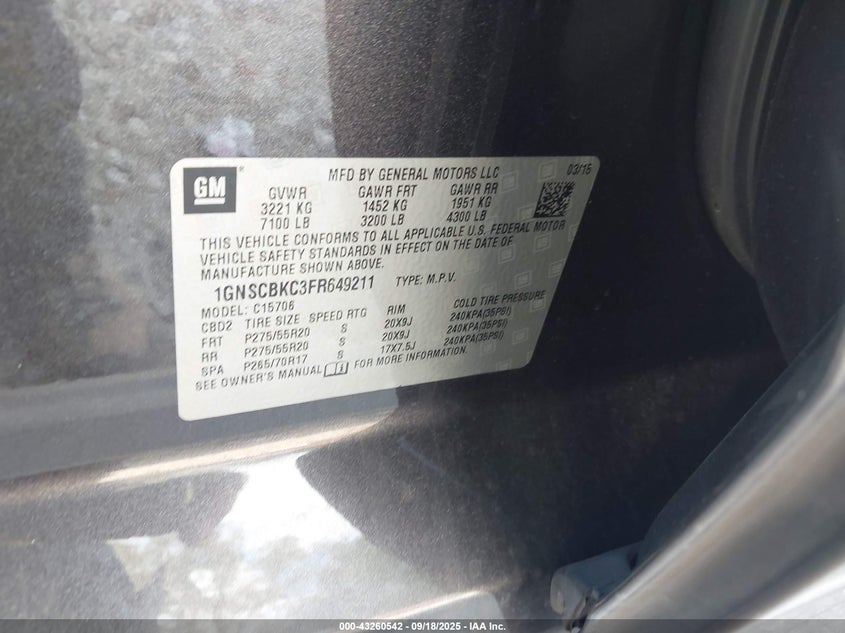 GM ®
MFD BY GENERAL MOTORS LLC 03/15
GVWR GAWR FRT GAWR RR
3221 KG 1452 KG 1951 KG
7100 LB 3200 LB 4300 LB
THIS VEHICLE CONFORMS TO ALL APPLICABLE U.S. FEDERAL MOTOR
VEHICLE SAFETY STANDARDS IN EFFECT ON THE DATE OF
MANUFACTURE SHOWN ABOVE.
1GNSCBKC3FR649211 TYPE: M.P.V.
MODEL: C15706
CBD2 TIRE SIZE SPEED RTG RIM COLD TIRE PRESSURE
FRT P275/55R20 S 20X9J 240KPA(35PSI)
RR P275/55R20 S 20X9J 240KPA(35PSI)
SPA P265/70R17 S 17X7.5J 240KPA(35PSI)
SEE OWNER'S MANUAL i FOR MORE INFORMATION.
000-43260542 - 09/18/2025 - IAA Inc.